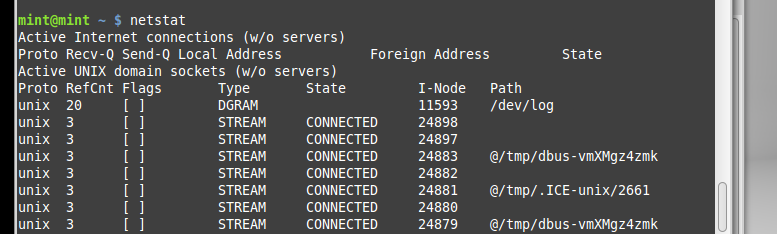 mint@mint ~ $ netstat
Active Internet connections (w/o servers)
Proto Recv-Q Send-Q Local Address           Foreign Address         State
Active UNIX domain sockets (w/o servers)
Proto RefCnt Flags       Type       State         I-Node   Path
unix  20     [ ]         DGRAM                    11593    /dev/log
unix  3      [ ]         STREAM     CONNECTED     24898
unix  3      [ ]         STREAM     CONNECTED     24897
unix  3      [ ]         STREAM     CONNECTED     24883    @/tmp/dbus-vmXMgz4zmk
unix  3      [ ]         STREAM     CONNECTED     24882
unix  3      [ ]         STREAM     CONNECTED     24881    @/tmp/.ICE-unix/2661
unix  3      [ ]         STREAM     CONNECTED     24880
unix  3      [ ]         STREAM     CONNECTED     24879    @/tmp/dbus-vmXMgz4zmk